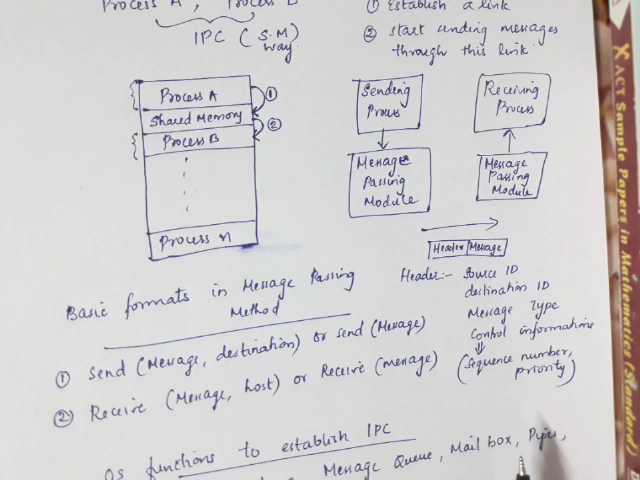 Process A, Process B
IPC (S.M)
way.
① Establish a link
② start sending messages
through this link.
Process A
Shared Memory
Process B
Process n
①
②
Sending
Process
Message
Passing
Module
Receiving
Process
Message
Passing
Module
Header Message
Header:- Source ID
destination ID
Message Type
Control informations
⇓
(Sequence number,
priority)
Basic formats in Message Passing
Method
① Send (Message, destination) or send (Message)
② Receive (Message, host) or Receive (message)
Os functions to establish IPC
Message Queue, Mail box, Pipes,
X ACT Sample Papers in Mathematics (Standard)